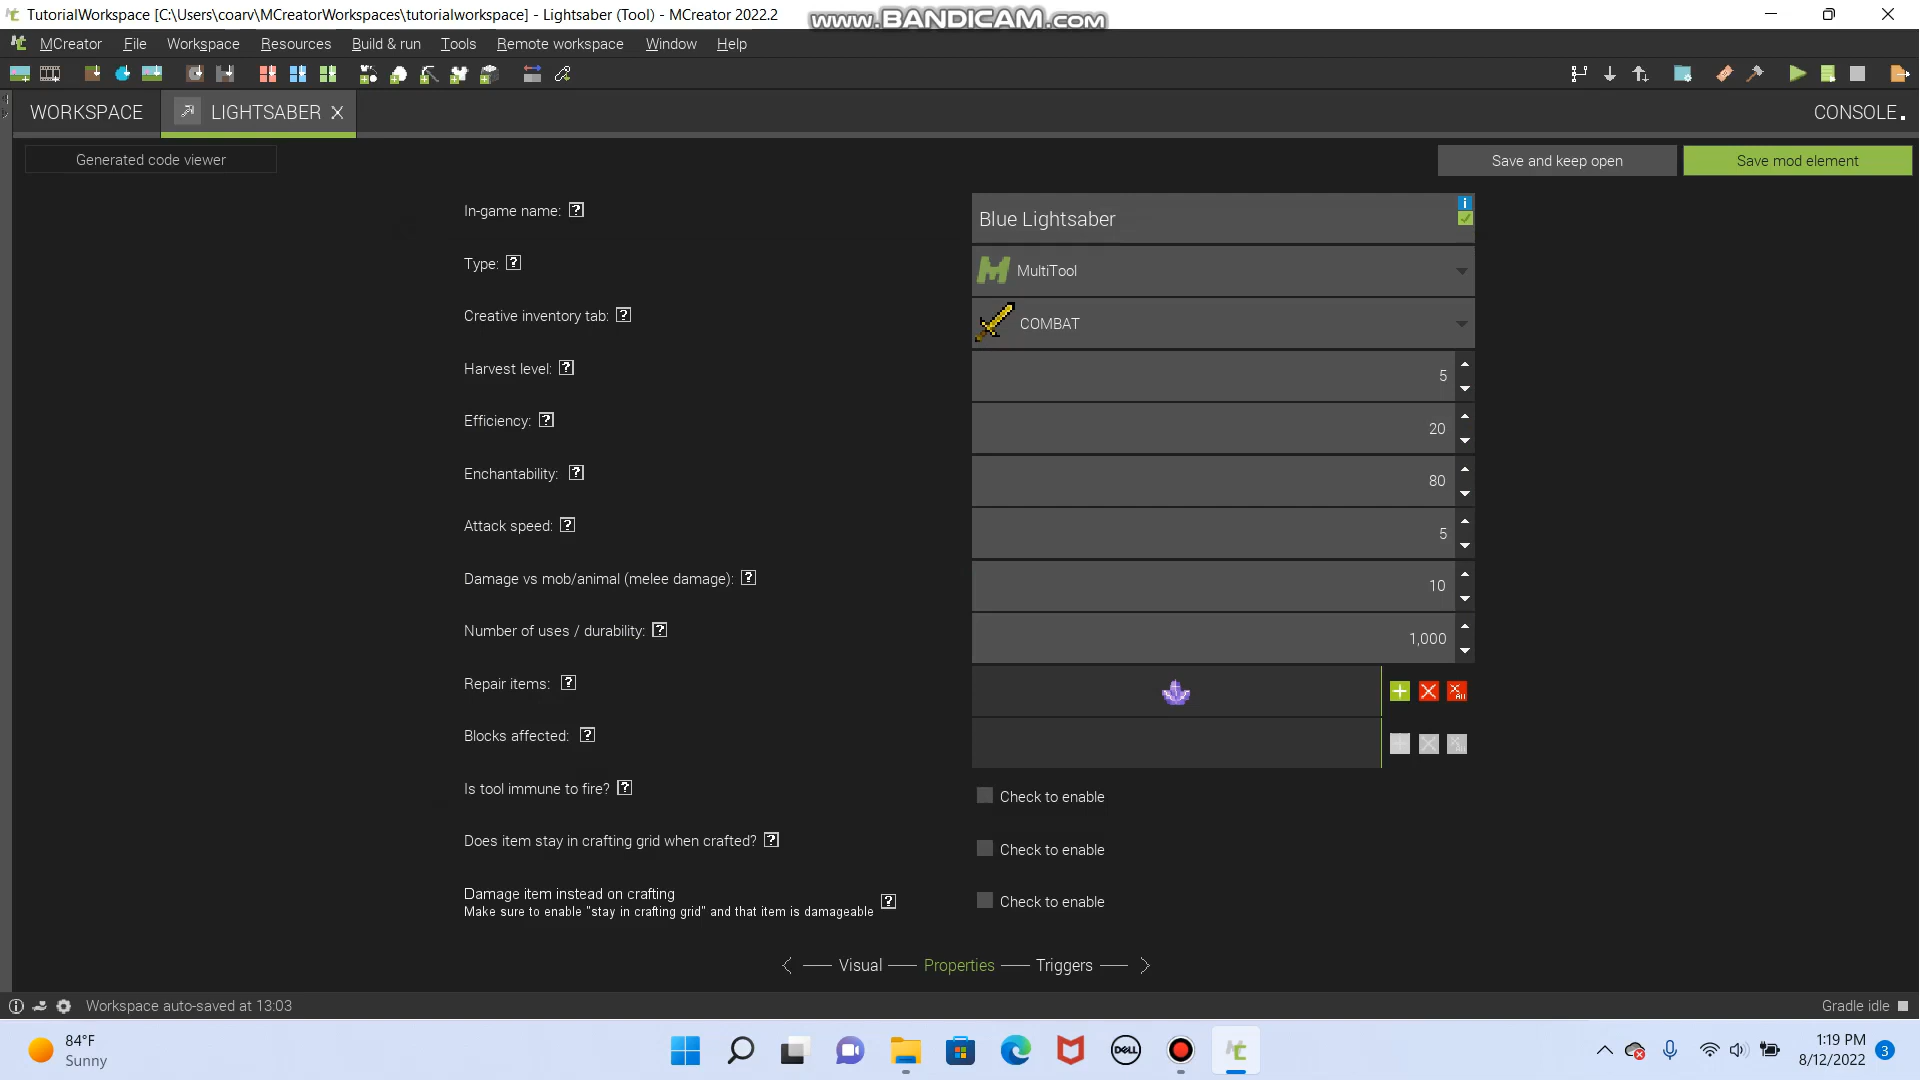 TutorialWorkspace [C:\Users\coarv\MCreatorWorkspaces\tutorialworkspace] - Lightsaber (Tool) - MCreator 2022.2
www.BANDICAM.com
MCreator File Workspace Resources Build & run Tools Remote workspace Window Help
WORKSPACE LIGHTSABER CONSOLE
Generated code viewer Save and keep open Save mod element
In-game name: ? Blue Lightsaber
Type: ? MultiTool
Creative inventory tab: ? COMBAT
Harvest level: ? 5
Efficiency: ? 20
Enchantability: ? 80
Attack speed: ? 5
Damage vs mob/animal (melee damage): ? 10
Number of uses / durability: ? 1,000
Repair items: ?
Blocks affected: ?
Is tool immune to fire? ? Check to enable
Does item stay in crafting grid when crafted? ? Check to enable
Damage item instead on crafting
Make sure to enable "stay in crafting grid" and that item is damageable ? Check to enable
Visual Properties Triggers
Workspace auto-saved at 13:03 Gradle idle
84°F
Sunny
DELL
1:19 PM
8/12/2022
3